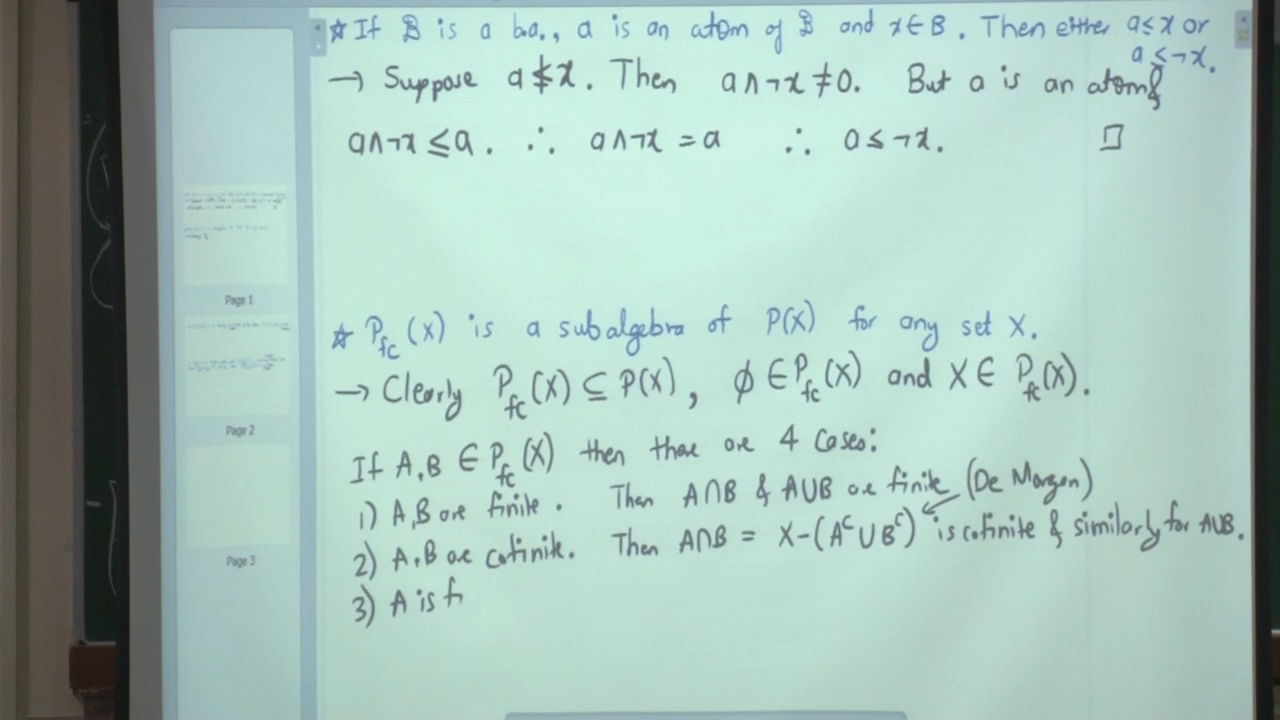 ☆ If 𝔹 is a b.a., a is an atom of 𝔹 and x ∈ B. Then either a ≤ x or
a ≤ ¬x.
→ Suppose a ≰ x. Then a∧¬x ≠ 0. But a is an atom &
a∧¬x ≤ a. ∴ a∧¬x = a ∴ a ≤ ¬x. □
☆ P_fc(X) is a subalgebra of P(X) for any set X.
→ Clearly P_fc(X) ⊆ P(X), φ ∈ P_fc(X) and X ∈ P_fc(X).
If A,B ∈ P_fc(X) then there are 4 cases:
1) A,B are finite. Then A∩B & A∪B are finite (De Morgan)
2) A,B are cofinite. Then A∩B = X-(A^c ∪ B^c) is cofinite & similarly for A∪B.
3) A is f
Page 1
Page 2
Page 3